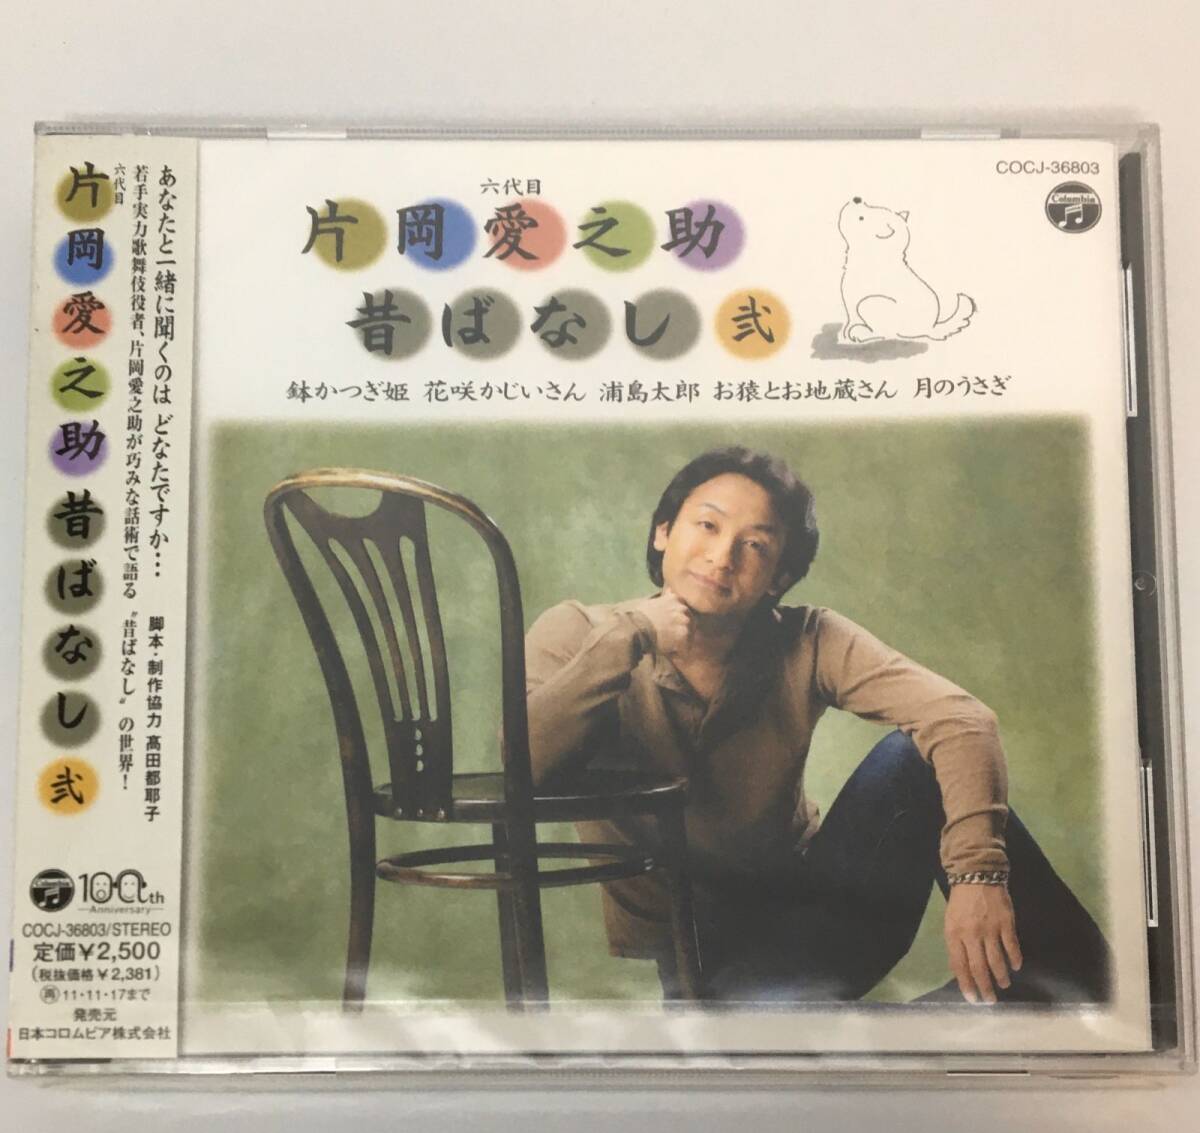 片岡愛之助昔ばなし弐
六代目
あなたと一緒に聞くのは どなたですか…
若手実力歌舞伎役者、片岡愛之助が巧みな話術で語る〝昔ばなし〟の世界！
脚本・制作協力 髙田都耶子
Columbia
100th
Anniversary
COCJ-36803/STEREO
定価￥2,500
(税抜価格￥2,381)
再11・11・17まで
発売元
日本コロムビア株式会社
COCJ-36803
Columbia
六代目
片岡愛之助
昔ばなし 弐
鉢かつぎ姫 花咲かじいさん 浦島太郎 お猿とお地蔵さん 月のうさぎ